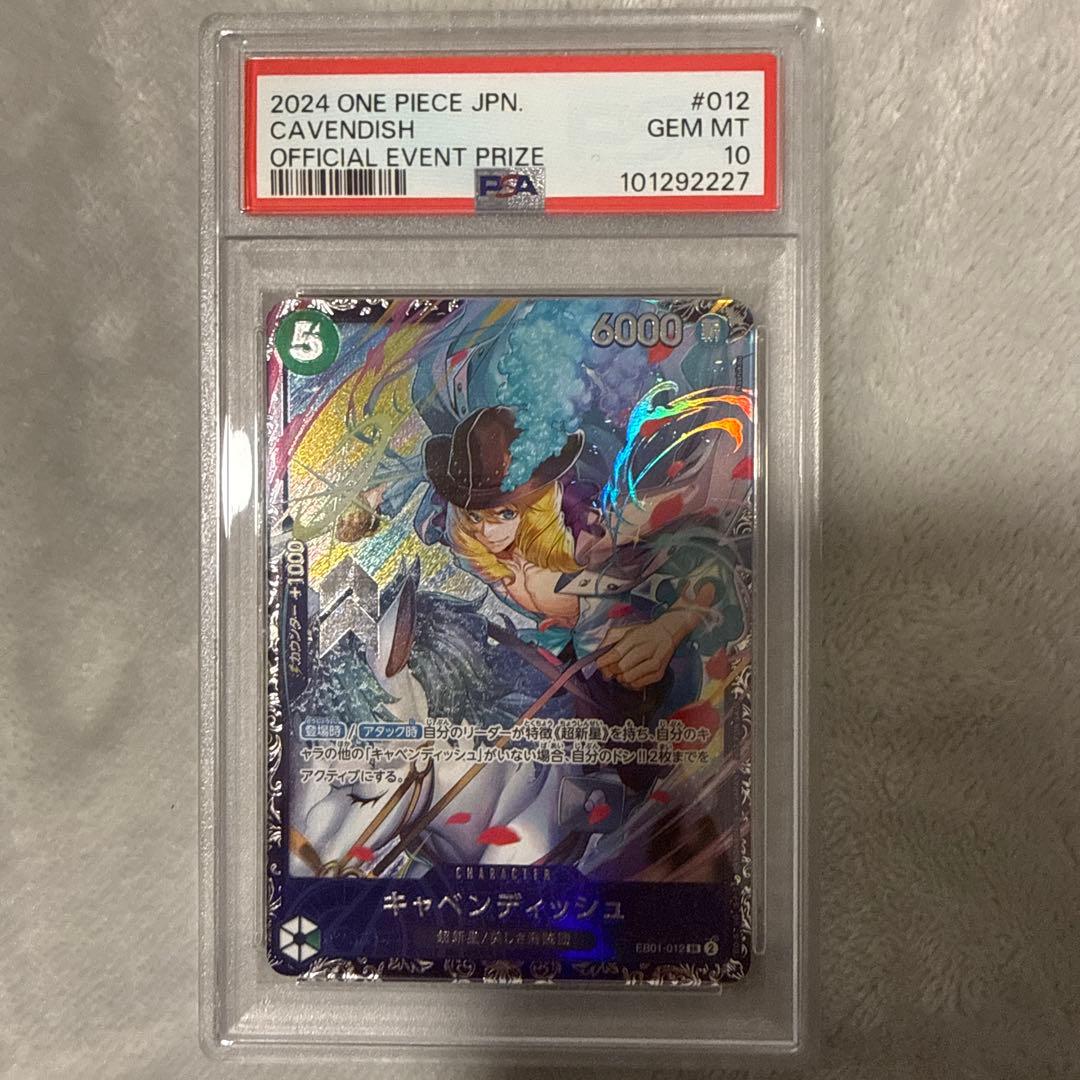 2024 ONE PIECE JPN. #012
CAVENDISH GEM MT
OFFICIAL EVENT PRIZE 10
PSA 101292227
5 6000 斬
カウンター +1000
登場時/アタック時 自分のリーダーが特徴《超新星》を持ち、自分のキ
ャラの他の「キャベンディッシュ」がいない場合、自分のドン!!2枚までを
アクティブにする。
CHARACTER
キャベンディッシュ
超新星/美しき海賊団
EB01-012 SR 2